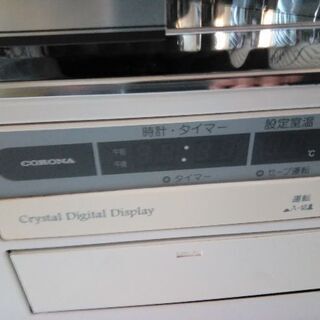 時計・タイマー 設定室温
午前
CORONA
午後
℃
タイマー セーブ運転
Crystal Digital Display
運転